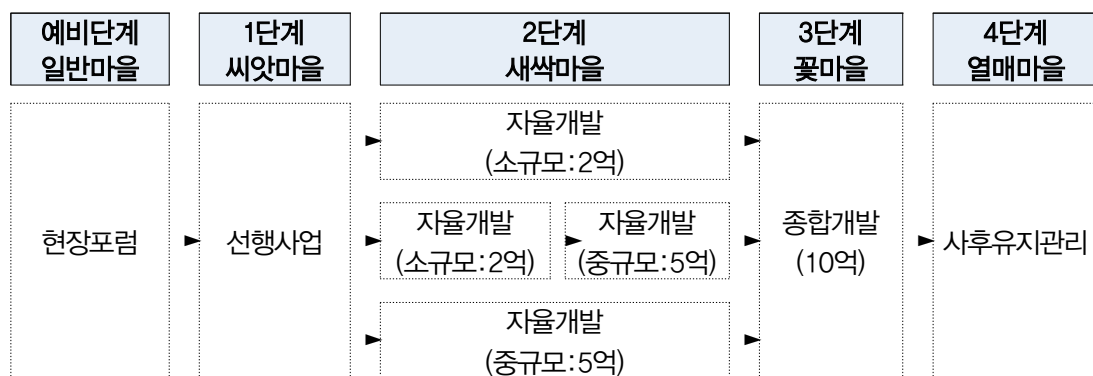 예비단계
일반마을
1단계
씨앗마을
2단계
새싹마을
3단계
꽃마을
4단계
열매마을
현장포럼
►
선행사업
►
자율개발
(소규모:2억)
►
►
자율개발
(소규모:2억)
►
자율개발
(중규모:5억)
►
►
자율개발
(중규모:5억)
►
종합개발
(10억)
►
사후유지관리